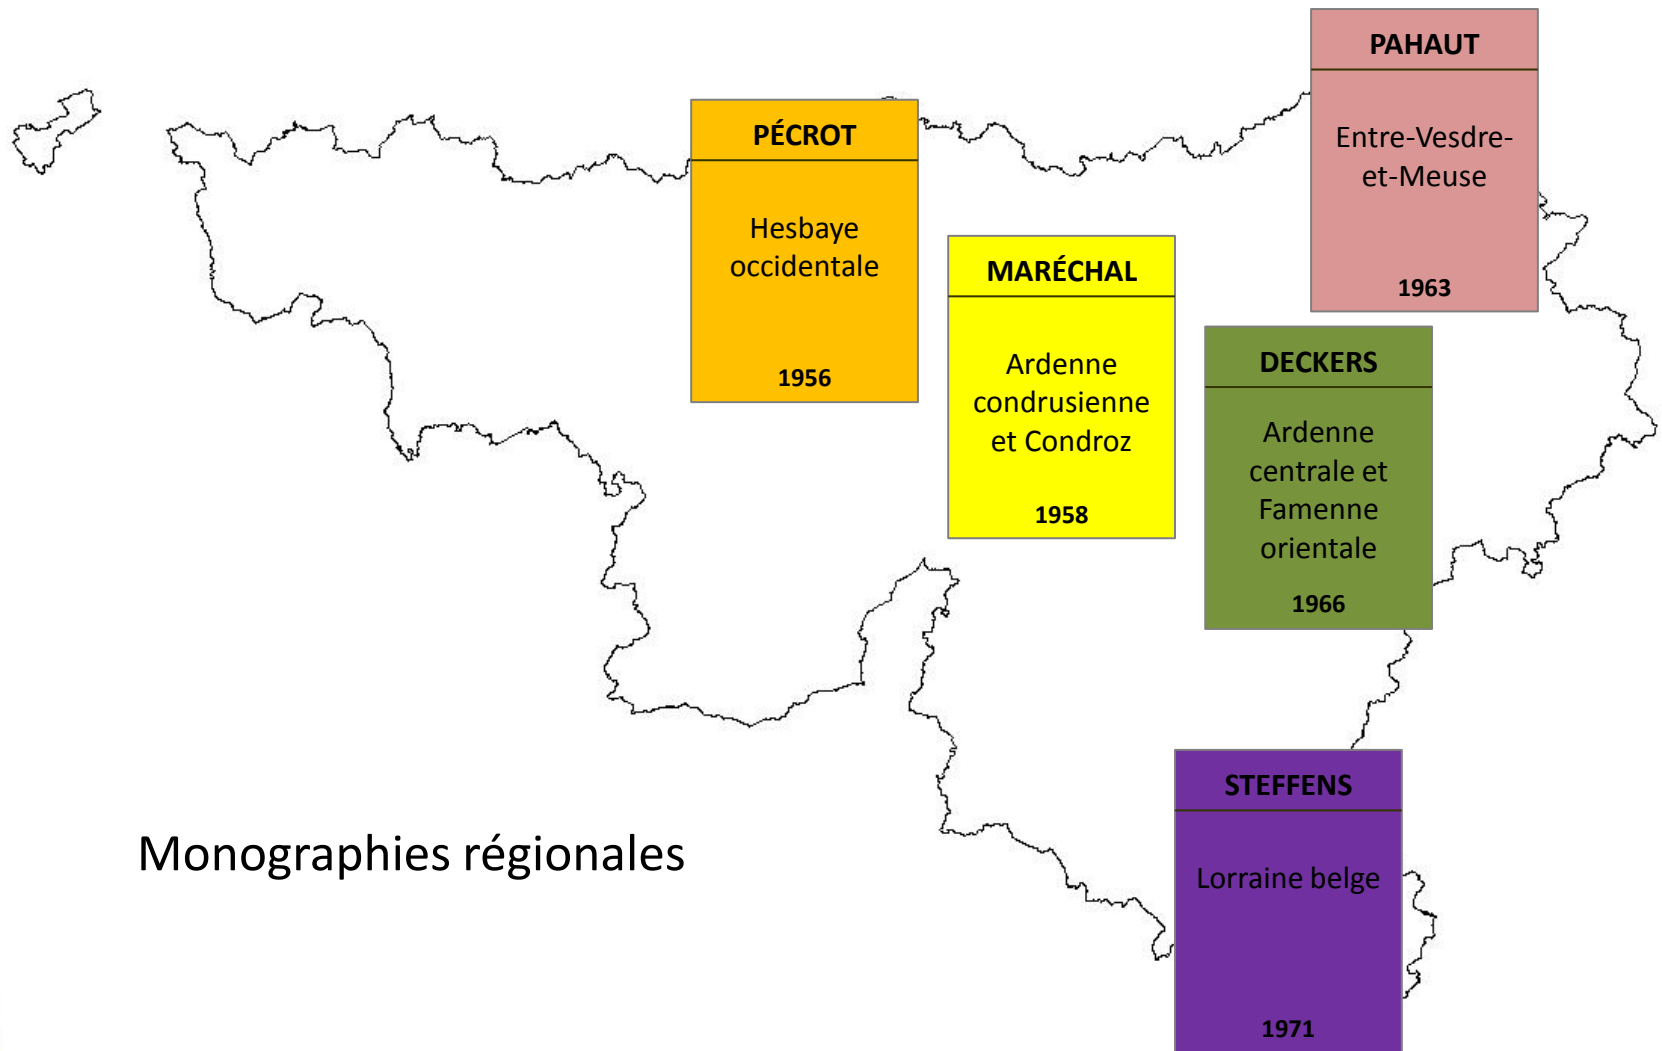 PAHAUT
Entre-Vesdre-
et-Meuse
1963
PÉCROT
Hesbaye
occidentale
1956
MARÉCHAL
Ardenne
condrusienne
et Condroz
1958
DECKERS
Ardenne
centrale et
Famenne
orientale
1966
STEFFENS
Lorraine belge
1971
Monographies régionales